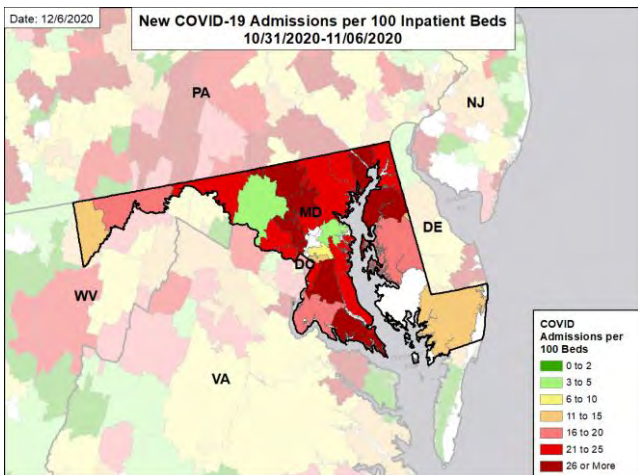 Date: 12/6/2020
New COVID-19 Admissions per 100 Inpatient Beds
10/31/2020-11/06/2020
PA
NJ
MD
DE
DC
WV
VA
COVID
Admissions per
100 Beds
0 to 2
3 to 5
6 to 10
11 to 15
16 to 20
21 to 25
26 or More